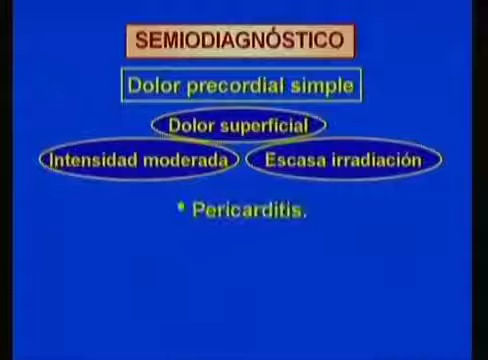 SEMIODIAGNÓSTICO
Dolor precordial simple
Dolor superficial
Intensidad moderada Escasa irradiación
* Pericarditis.